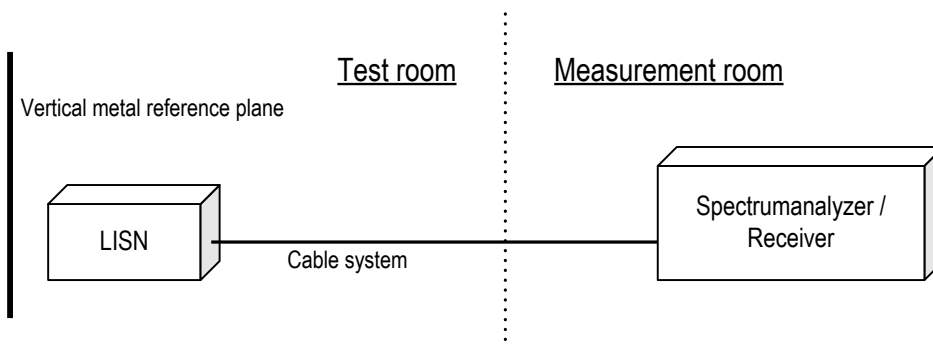 Test room
Measurement room
Vertical metal reference plane
LISN
Cable system
Spectrumanalyzer /
Receiver